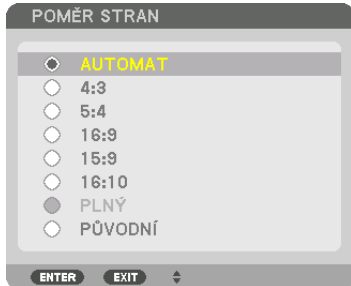 POMĚR STRAN
AUTOMAT
4:3
5:4
16:9
15:9
16:10
PLNÝ
PŮVODNÍ
ENTER EXIT